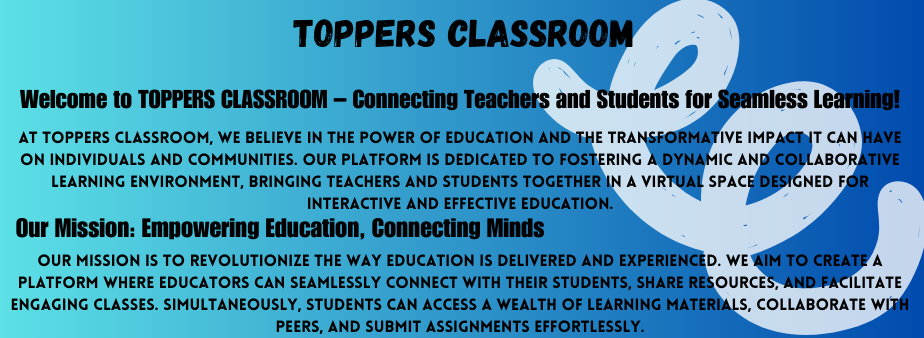 TOPPERS CLASSROOM
Welcome to TOPPERS CLASSROOM – Connecting Teachers and Students for Seamless Learning!
AT TOPPERS CLASSROOM, WE BELIEVE IN THE POWER OF EDUCATION AND THE TRANSFORMATIVE IMPACT IT CAN HAVE
ON INDIVIDUALS AND COMMUNITIES. OUR PLATFORM IS DEDICATED TO FOSTERING A DYNAMIC AND COLLABORATIVE
LEARNING ENVIRONMENT, BRINGING TEACHERS AND STUDENTS TOGETHER IN A VIRTUAL SPACE DESIGNED FOR
INTERACTIVE AND EFFECTIVE EDUCATION.
Our Mission: Empowering Education, Connecting Minds
OUR MISSION IS TO REVOLUTIONIZE THE WAY EDUCATION IS DELIVERED AND EXPERIENCED. WE AIM TO CREATE A
PLATFORM WHERE EDUCATORS CAN SEAMLESSLY CONNECT WITH THEIR STUDENTS, SHARE RESOURCES, AND FACILITATE
ENGAGING CLASSES. SIMULTANEOUSLY, STUDENTS CAN ACCESS A WEALTH OF LEARNING MATERIALS, COLLABORATE WITH
PEERS, AND SUBMIT ASSIGNMENTS EFFORTLESSLY.